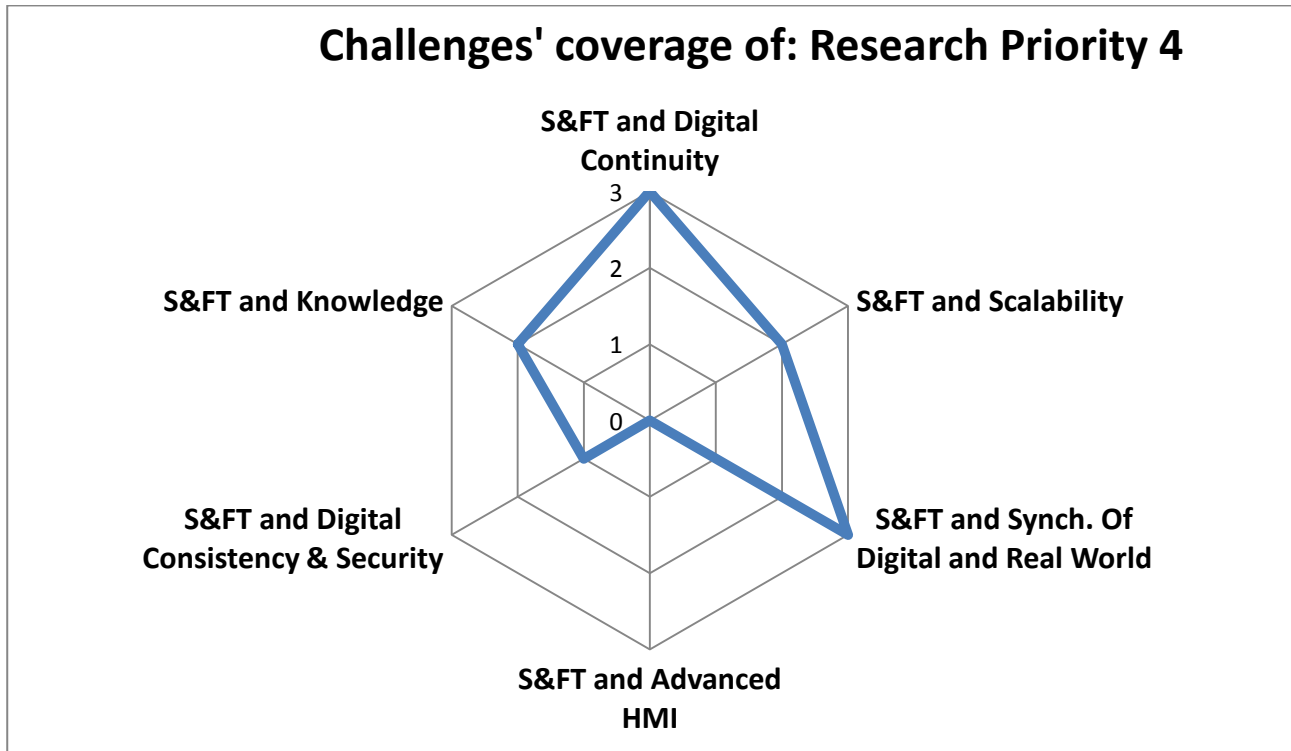 Challenges' coverage of: Research Priority 4
S&FT and Digital
Continuity
3
2
1
0
S&FT and Scalability
S&FT and Synch. Of
Digital and Real World
S&FT and Advanced
HMI
S&FT and Digital
Consistency & Security
S&FT and Knowledge